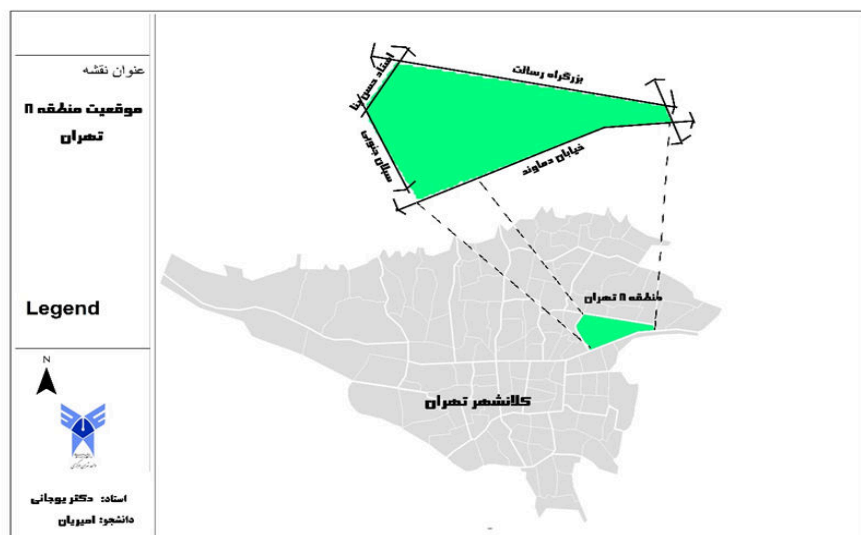 عنوان نقشه
موقعیت منطقه ۸
تهران
Legend
N
استاد: دکتر یوجانی
دانشجو: امیریان
استاد حسن بنا
بزرگراه رسالت
سبلان جنوبی
خیابان دماوند
منطقه ۸ تهران
کلانشهر تهران